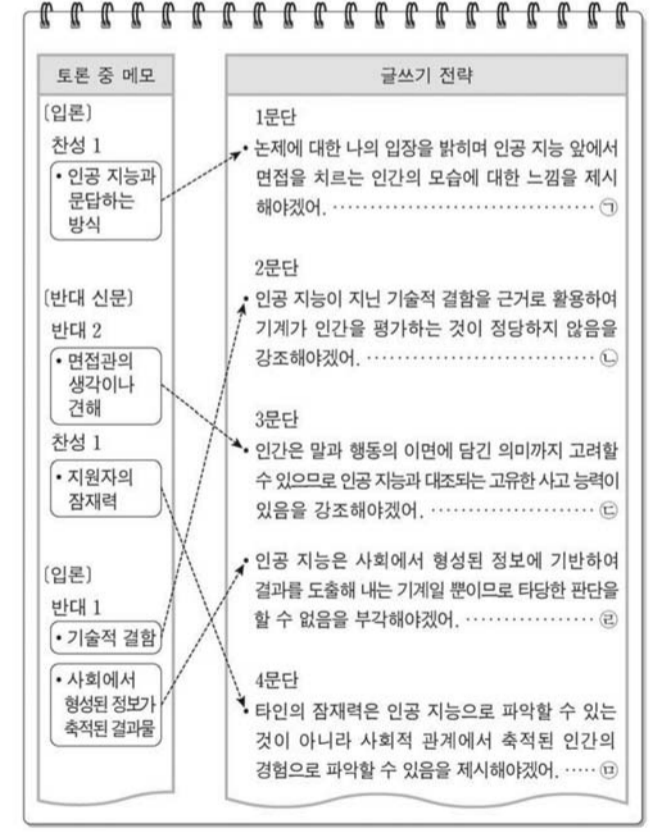 토론 중 메모
[입론]
찬성 1
• 인공 지능과
문답하는
방식
[반대 신문]
반대 2
• 면접관의
생각이나
견해
찬성 1
• 지원자의
잠재력
[입론]
반대 1
• 기술적 결함
• 사회에서
형성된 정보가
축적된 결과물
글쓰기 전략
1문단
• 논제에 대한 나의 입장을 밝히며 인공 지능 앞에서
면접을 치르는 인간의 모습에 대한 느낌을 제시
해야겠어. ⋯⋯⋯⋯⋯⋯⋯⋯⋯⋯⋯ ㉠
2문단
• 인공 지능이 지닌 기술적 결함을 근거로 활용하여
기계가 인간을 평가하는 것이 정당하지 않음을
강조해야겠어. ⋯⋯⋯⋯⋯⋯⋯⋯⋯⋯ ㉡
3문단
• 인간은 말과 행동의 이면에 담긴 의미까지 고려할
수 있으므로 인공 지능과 대조되는 고유한 사고 능력이
있음을 강조해야겠어. ⋯⋯⋯⋯⋯⋯⋯ ㉢
• 인공 지능은 사회에서 형성된 정보에 기반하여
결과를 도출해 내는 기계일 뿐이므로 타당한 판단을
할 수 없음을 부각해야겠어. ⋯⋯⋯⋯⋯ ㉣
4문단
• 타인의 잠재력은 인공 지능으로 파악할 수 있는
것이 아니라 사회적 관계에서 축적된 인간의
경험으로 파악할 수 있음을 제시해야겠어. ⋯⋯ ㉤